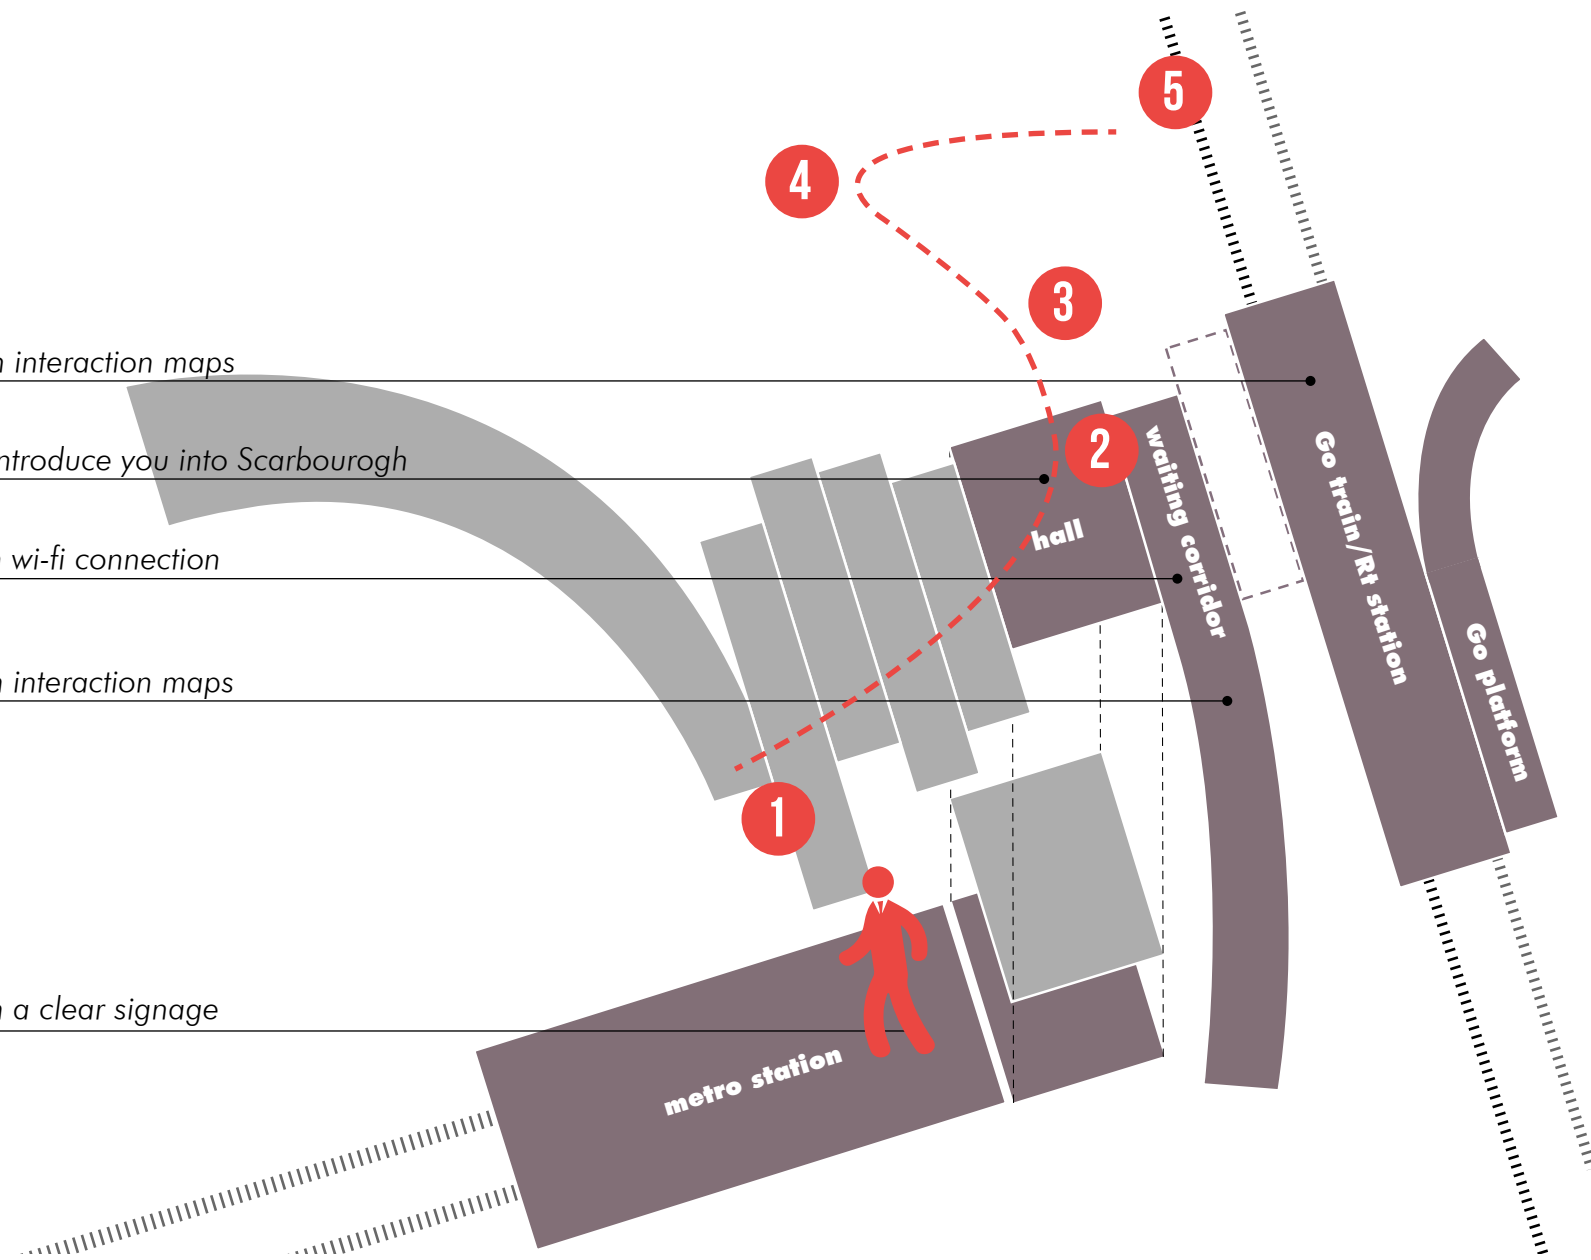 5
4
3
n interaction maps
ntroduce you into Scarbourogh
2
waiting corridor
Go train/Rt station
hall
n wi-fi connection
n interaction maps
Go platform
1
n a clear signage
metro station